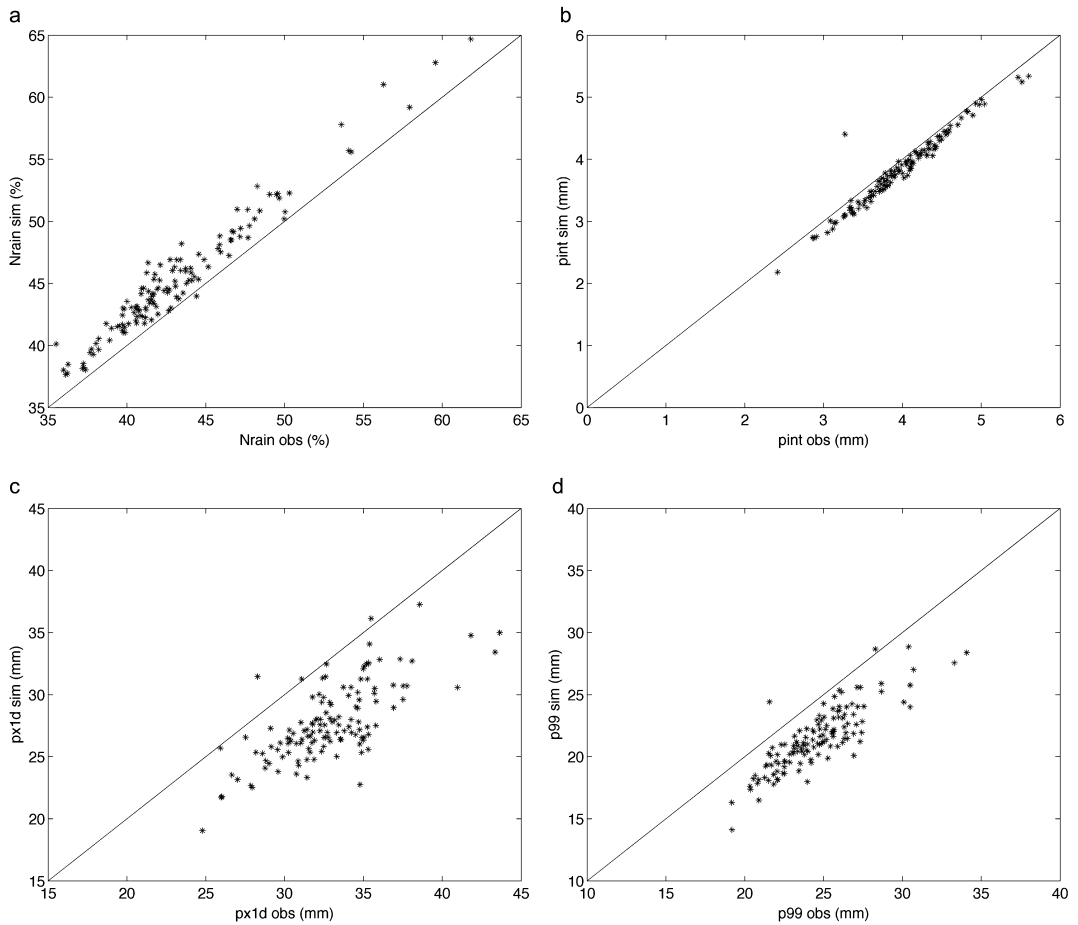 a
65
60
55
50
45
40
35
Nrain sim (%)
35 40 45 50 55 60 65
Nrain obs (%)
b
6
5
4
3
2
1
0
pint sim (mm)
0 1 2 3 4 5 6
pint obs (mm)
c
45
40
35
30
25
20
15
px1d sim (mm)
15 20 25 30 35 40 45
px1d obs (mm)
d
40
35
30
25
20
15
10
p99 sim (mm)
10 15 20 25 30 35 40
p99 obs (mm)